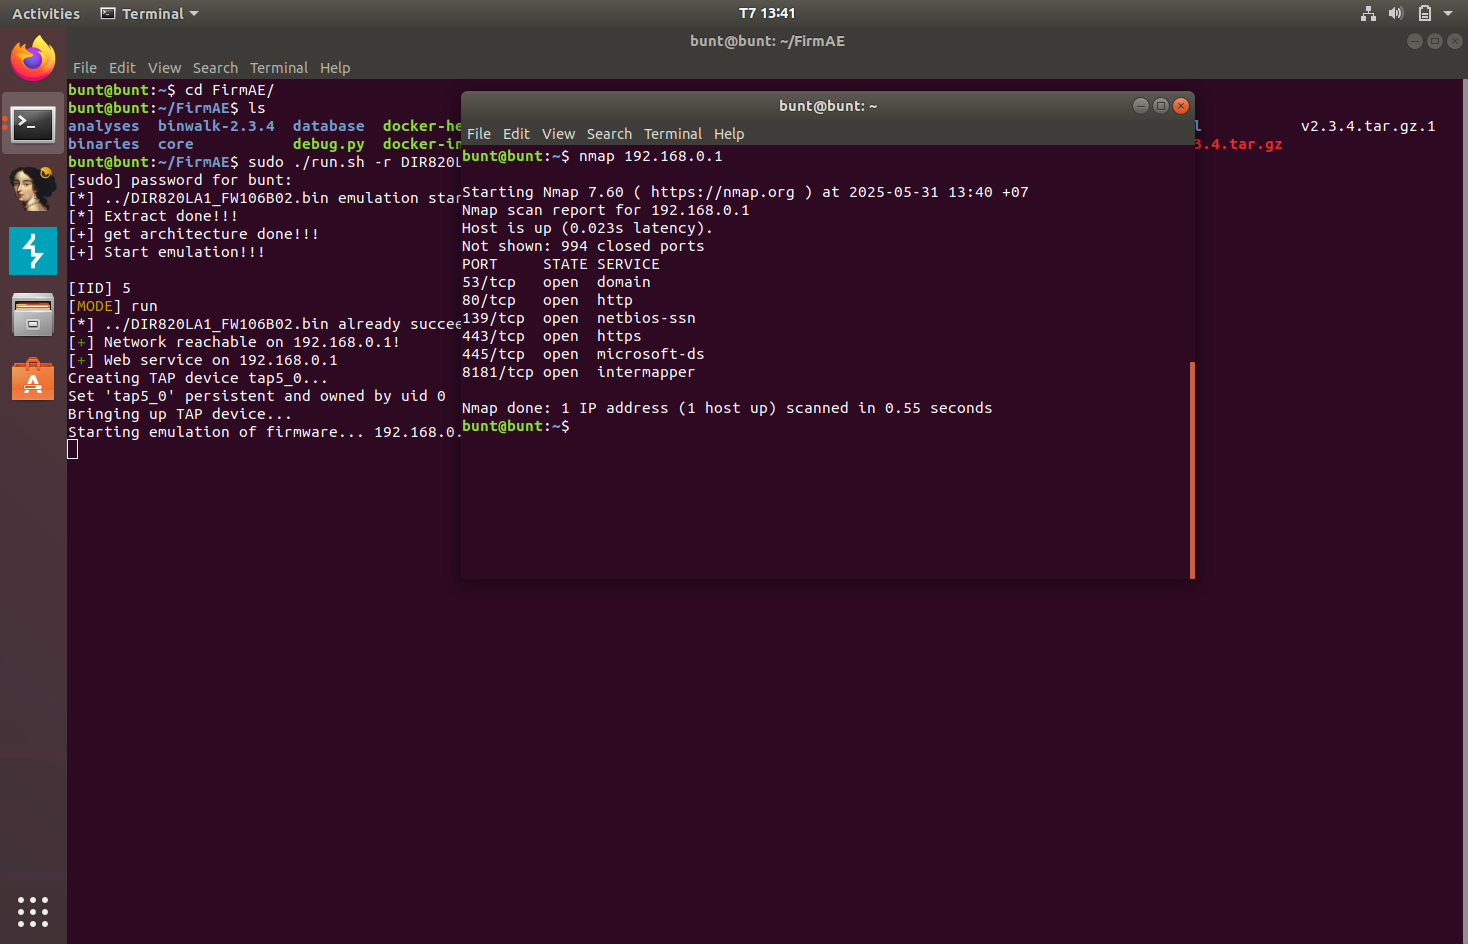 Activities Terminal T7 13:41
bunt@bunt: ~/FirmAE
File Edit View Search Terminal Help
bunt@bunt:~$ cd FirmAE/
bunt@bunt:~/FirmAE$ ls
analyses binwalk-2.3.4 database docker-he l v2.3.4.tar.gz.1
binaries core debug.py docker-in 3.4.tar.gz
bunt@bunt:~/FirmAE$ sudo ./run.sh -r DIR820L
[sudo] password for bunt:
[*] ../DIR820LA1_FW106B02.bin emulation star
[*] Extract done!!!
[+] get architecture done!!!
[+] Start emulation!!!
[IID] 5
[MODE] run
[*] ../DIR820LA1_FW106B02.bin already succee
[+] Network reachable on 192.168.0.1!
[+] Web service on 192.168.0.1
Creating TAP device tap5_0...
Set 'tap5_0' persistent and owned by uid 0
Bringing up TAP device...
Starting emulation of firmware... 192.168.0.
bunt@bunt: ~
File Edit View Search Terminal Help
bunt@bunt:~$ nmap 192.168.0.1
Starting Nmap 7.60 ( https://nmap.org ) at 2025-05-31 13:40 +07
Nmap scan report for 192.168.0.1
Host is up (0.023s latency).
Not shown: 994 closed ports
PORT STATE SERVICE
53/tcp open domain
80/tcp open http
139/tcp open netbios-ssn
443/tcp open https
445/tcp open microsoft-ds
8181/tcp open intermapper
Nmap done: 1 IP address (1 host up) scanned in 0.55 seconds
bunt@bunt:~$